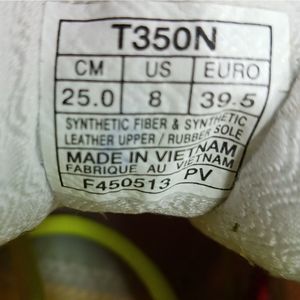 T350N
CM US EURO
25.0 8 39.5
SYNTHETIC FIBER & SYNTHETIC
LEATHER UPPER / RUBBER SOLE
MADE IN VIETNAM
FABRIQUE AU VIETNAM
F450513 PV